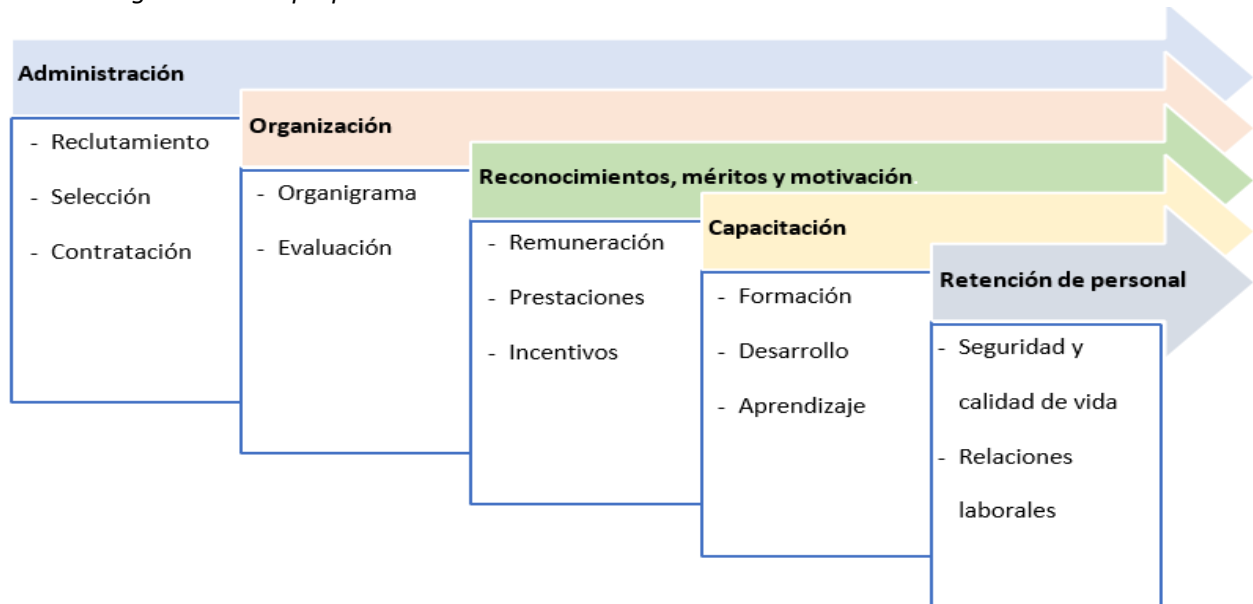 Administración
- Reclutamiento
- Selección
- Contratación
Organización
- Organigrama
- Evaluación
Reconocimientos, méritos y motivación.
- Remuneración
- Prestaciones
- Incentivos
Capacitación
- Formación
- Desarrollo
- Aprendizaje
Retención de personal
- Seguridad y
calidad de vida
- Relaciones
laborales